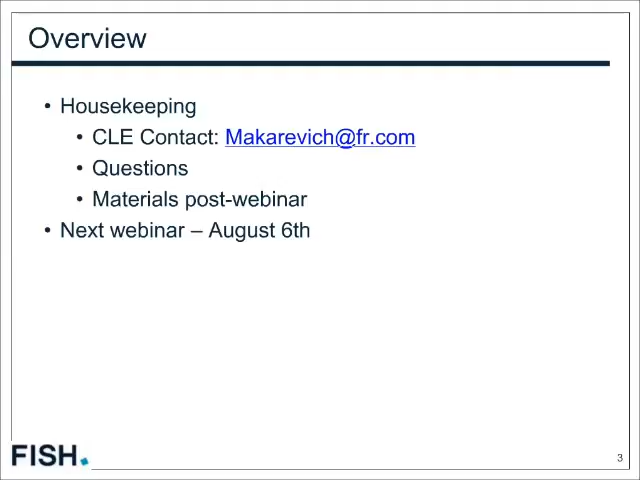 Overview
• Housekeeping
• CLE Contact: Makarevich@fr.com
• Questions
• Materials post-webinar
• Next webinar – August 6th
FISH.
3